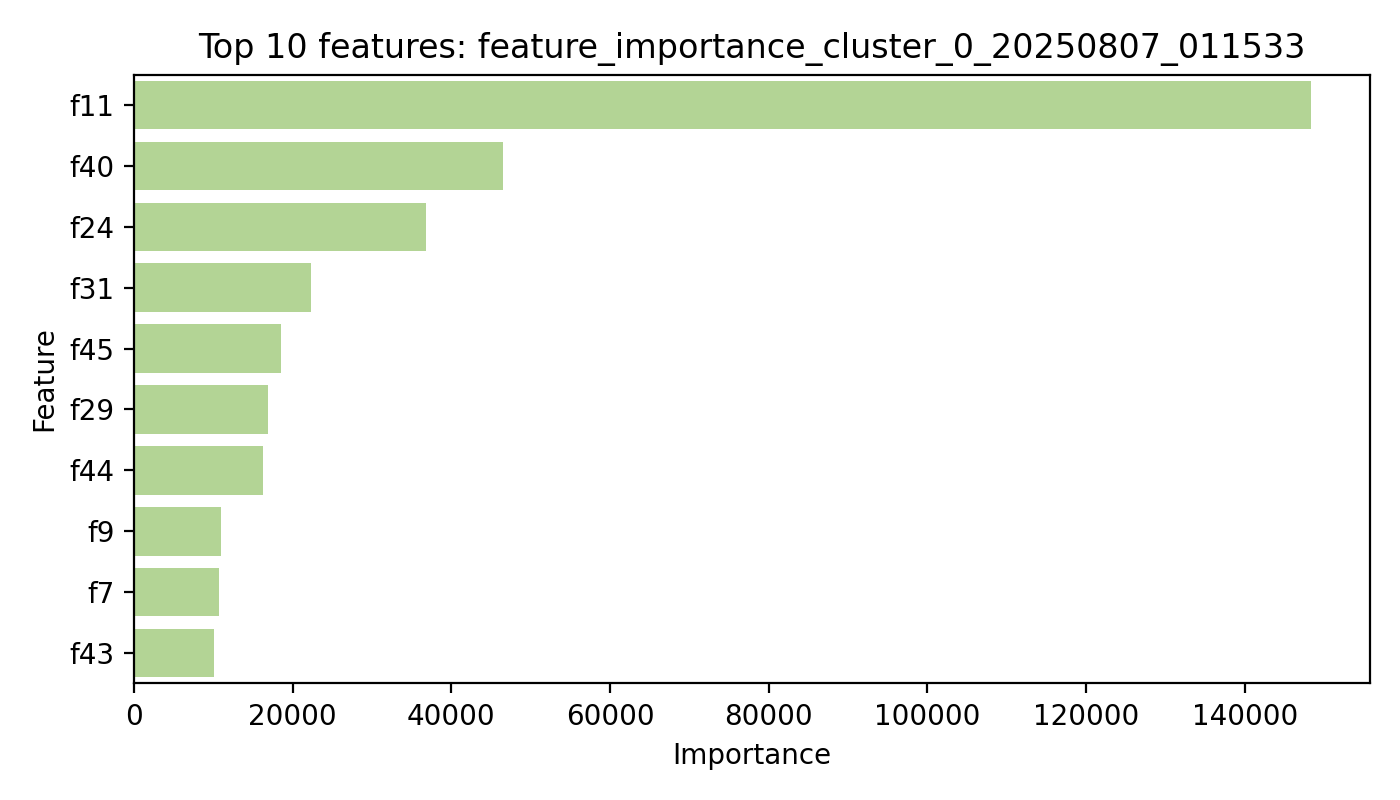 Top 10 features: feature_importance_cluster_0_20250807_011533
f11
f40
f24
f31
f45
f29
f44
f9
f7
f43
Feature
0 20000 40000 60000 80000 100000 120000 140000
Importance